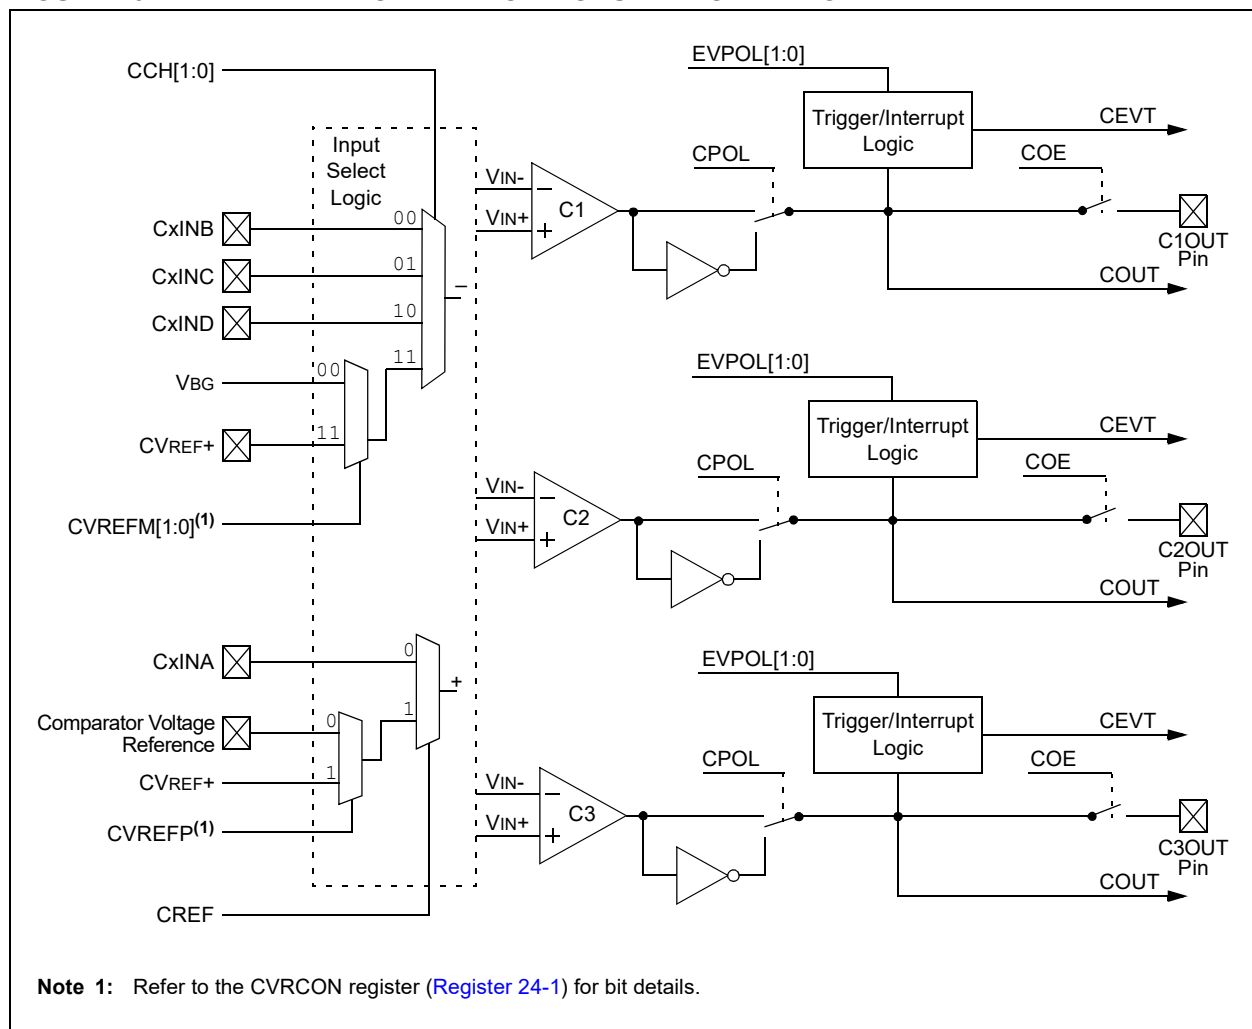 CCH[1:0]
Input
Select
Logic
CxINB
00
CxINC
01
CxIND
10
11
–
VBG
00
CVREF+
11
CVREFM[1:0](1)
CxINA
0
1
+
Comparator Voltage
Reference
0
CVREF+
1
CVREFP(1)
CREF
EVPOL[1:0]
Trigger/Interrupt
Logic
CEVT
CPOL
COE
VIN-
VIN+
–
+
C1
C1OUT
Pin
COUT
EVPOL[1:0]
Trigger/Interrupt
Logic
CEVT
CPOL
COE
VIN-
VIN+
–
+
C2
C2OUT
Pin
COUT
EVPOL[1:0]
Trigger/Interrupt
Logic
CEVT
CPOL
COE
VIN-
VIN+
–
+
C3
C3OUT
Pin
COUT
Note 1: Refer to the CVRCON register (Register 24-1) for bit details.